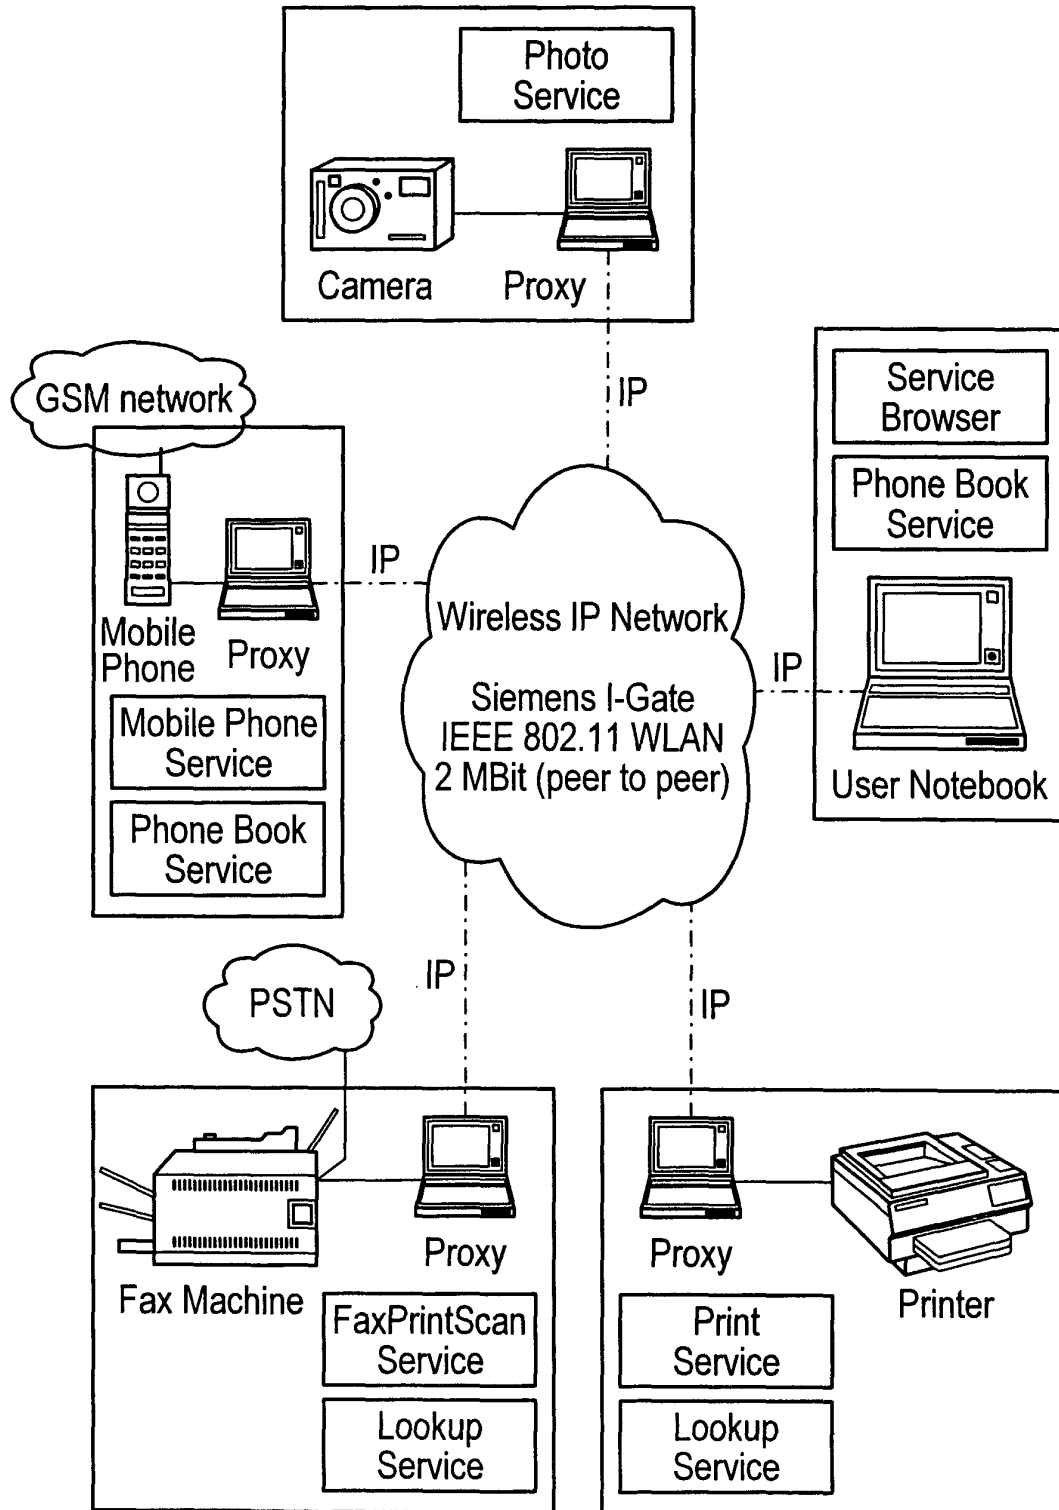 Photo
Service
Camera
Proxy
IP
GSM network
Service
Browser
Phone Book
Service
IP
Mobile
Phone
Proxy
Wireless IP Network
Siemens I-Gate
IEEE 802.11 WLAN
2 MBit (peer to peer)
IP
User Notebook
Mobile Phone
Service
Phone Book
Service
IP
IP
PSTN
Fax Machine
Proxy
FaxPrintScan
Service
Lookup
Service
Proxy
Printer
Print
Service
Lookup
Service